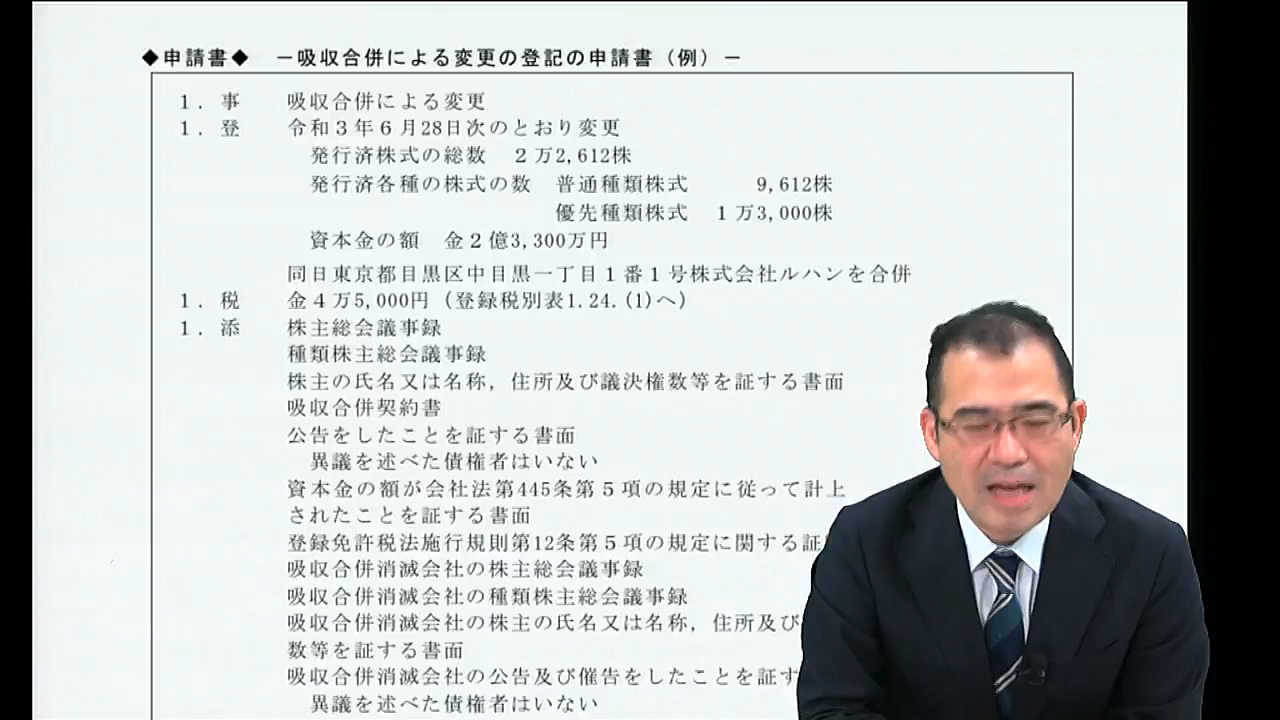 ◆申請書◆ －吸収合併による変更の登記の申請書（例）－
１．事 吸収合併による変更
１．登 令和３年６月28日次のとおり変更
発行済株式の総数 ２万2,612株
発行済各種の株式の数 普通種類株式 9,612株
優先種類株式 １万3,000株
資本金の額 金２億3,300万円
同日東京都目黒区中目黒一丁目１番１号株式会社ルハンを合併
１．税 金４万5,000円（登録税別表1.24.(1)ヘ）
１．添 株主総会議事録
種類株主総会議事録
株主の氏名又は名称，住所及び議決権数等を証する書面
吸収合併契約書
公告をしたことを証する書面
異議を述べた債権者はいない
資本金の額が会社法第445条第５項の規定に従って計上
されたことを証する書面
登録免許税法施行規則第12条第５項の規定に関する証
吸収合併消滅会社の株主総会議事録
吸収合併消滅会社の種類株主総会議事録
吸収合併消滅会社の株主の氏名又は名称，住所及び
数等を証する書面
吸収合併消滅会社の公告及び催告をしたことを証す
異議を述べた債権者はいない